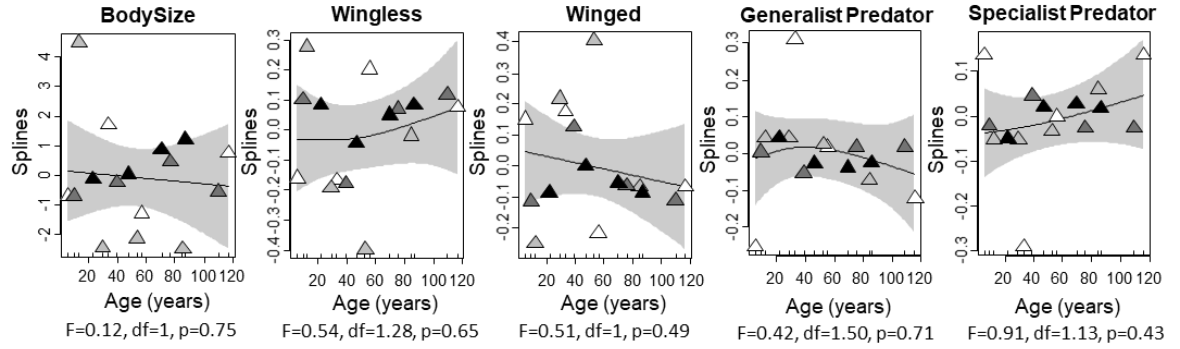 BodySize
Splines
4
2
1
0
-1
-2
20 40 60 80 100 120
Age (years)
F=0.12, df=1, p=0.75
Wingless
Splines
0.3
0.2
0.1
0.0
-0.1
-0.2
-0.3
-0.4
20 40 60 80 100 120
Age (years)
F=0.54, df=1.28, p=0.65
Winged
Splines
0.4
0.2
0.0
-0.2
20 40 60 80 100 120
Age (years)
F=0.51, df=1, p=0.49
Generalist Predator
Splines
0.3
0.2
0.1
0.0
-0.1
-0.2
20 40 60 80 100 120
Age (years)
F=0.42, df=1.50, p=0.71
Specialist Predator
Splines
0.1
0.0
-0.1
-0.2
-0.3
20 40 60 80 100 120
Age (years)
F=0.91, df=1.13, p=0.43